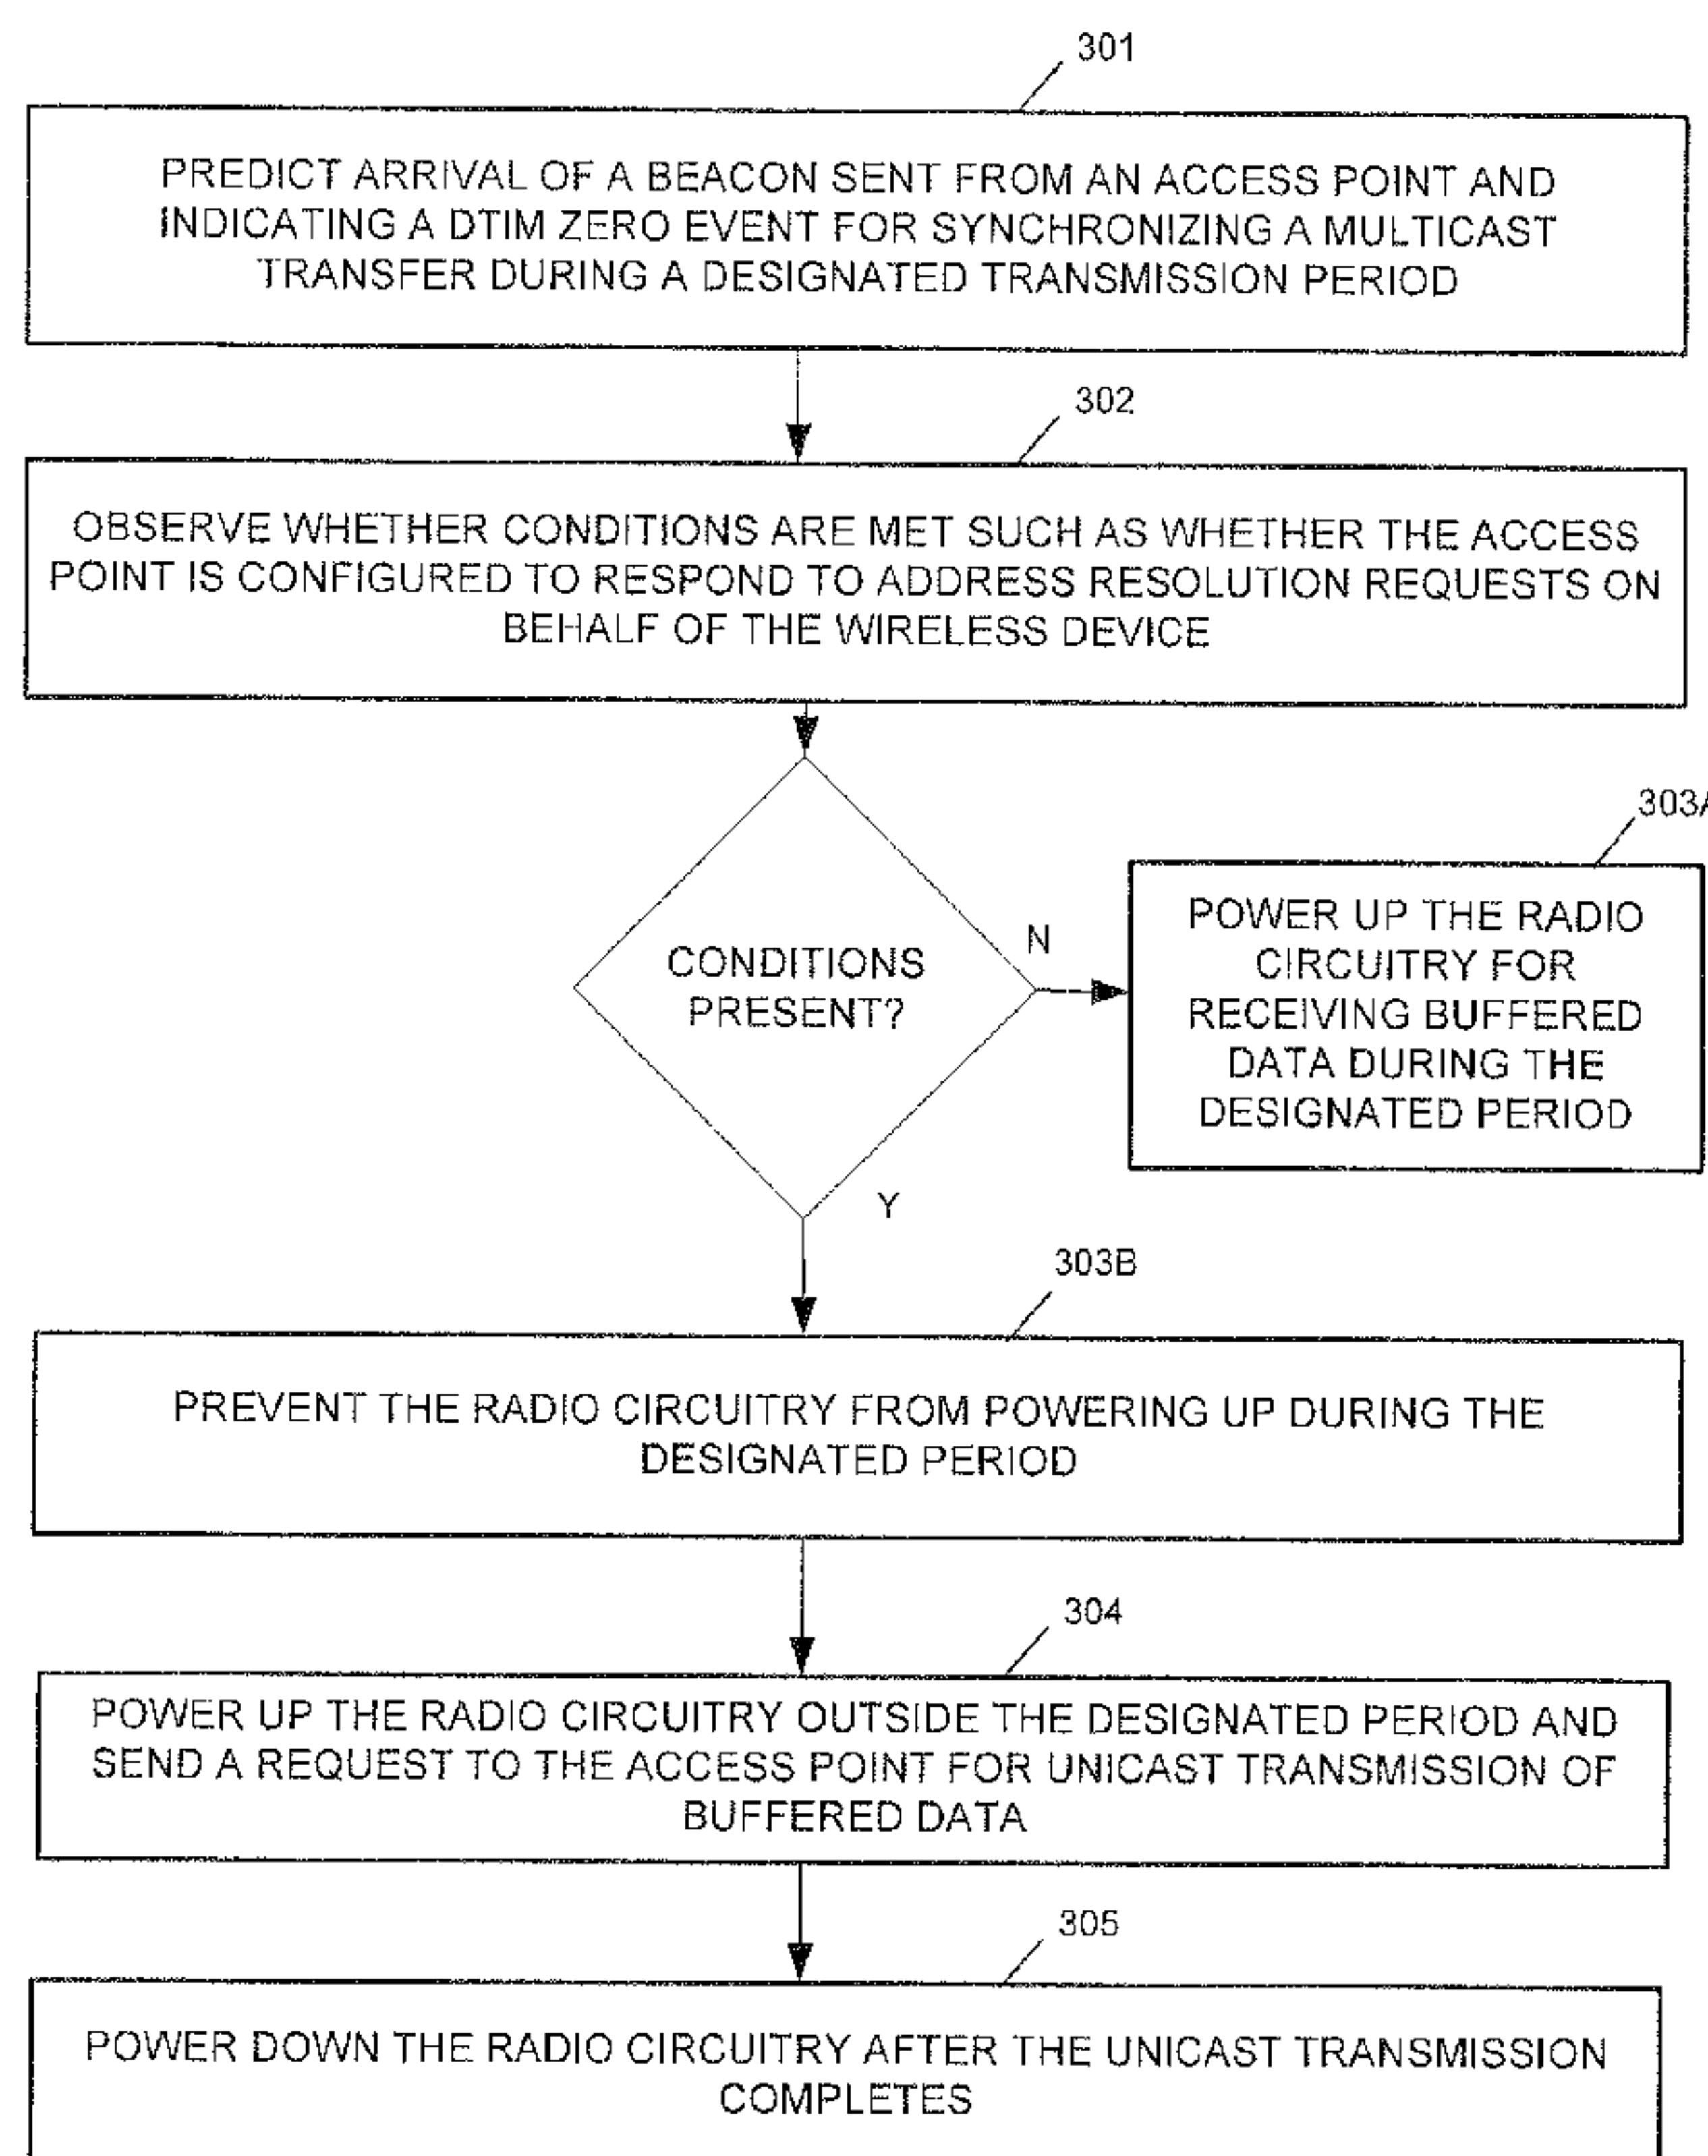 301
PREDICT ARRIVAL OF A BEACON SENT FROM AN ACCESS POINT AND
INDICATING A DTIM ZERO EVENT FOR SYNCHRONIZING A MULTICAST
TRANSFER DURING A DESIGNATED TRANSMISSION PERIOD
302
OBSERVE WHETHER CONDITIONS ARE MET SUCH AS WHETHER THE ACCESS
POINT IS CONFIGURED TO RESPOND TO ADDRESS RESOLUTION REQUESTS ON
BEHALF OF THE WIRELESS DEVICE
CONDITIONS
PRESENT?
N
303A
POWER UP THE RADIO
CIRCUITRY FOR
RECEIVING BUFFERED
DATA DURING THE
DESIGNATED PERIOD
Y
303B
PREVENT THE RADIO CIRCUITRY FROM POWERING UP DURING THE
DESIGNATED PERIOD
304
POWER UP THE RADIO CIRCUITRY OUTSIDE THE DESIGNATED PERIOD AND
SEND A REQUEST TO THE ACCESS POINT FOR UNICAST TRANSMISSION OF
BUFFERED DATA
305
POWER DOWN THE RADIO CIRCUITRY AFTER THE UNICAST TRANSMISSION
COMPLETES